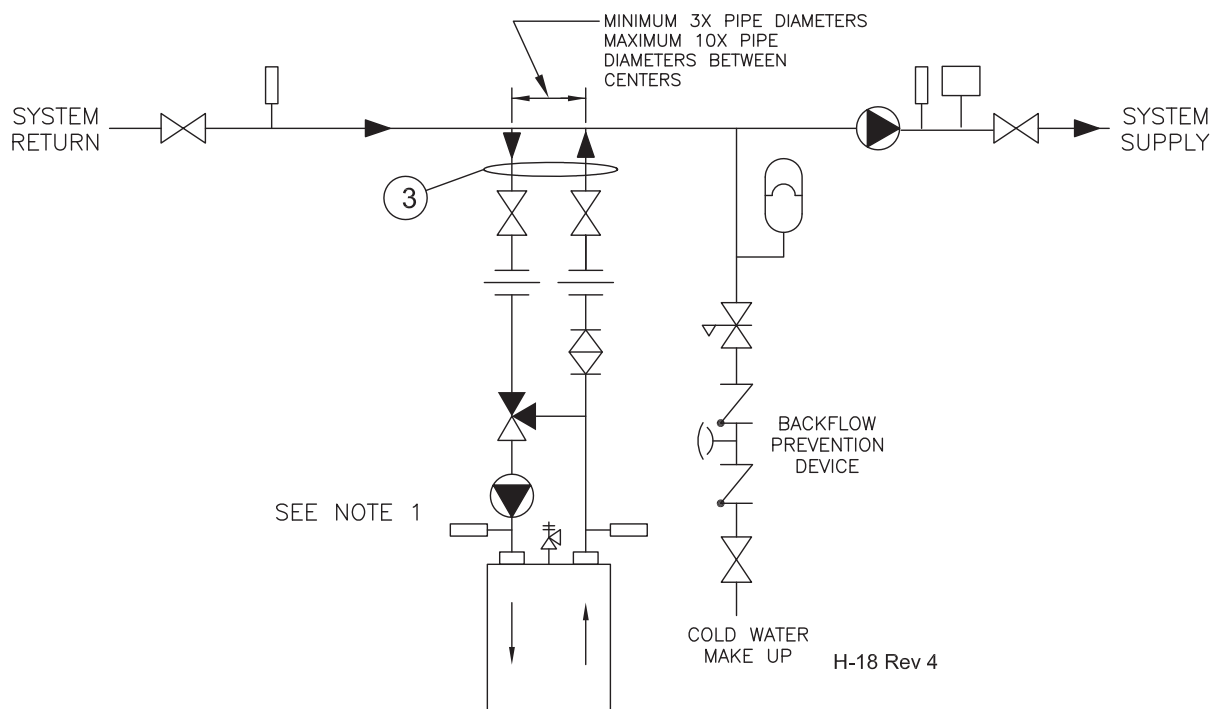 MINIMUM 3X PIPE DIAMETERS
MAXIMUM 10X PIPE
DIAMETERS BETWEEN
CENTERS
SYSTEM
RETURN
SYSTEM
SUPPLY
3
BACKFLOW
PREVENTION
DEVICE
SEE NOTE 1
COLD WATER
MAKE UP
H-18 Rev 4